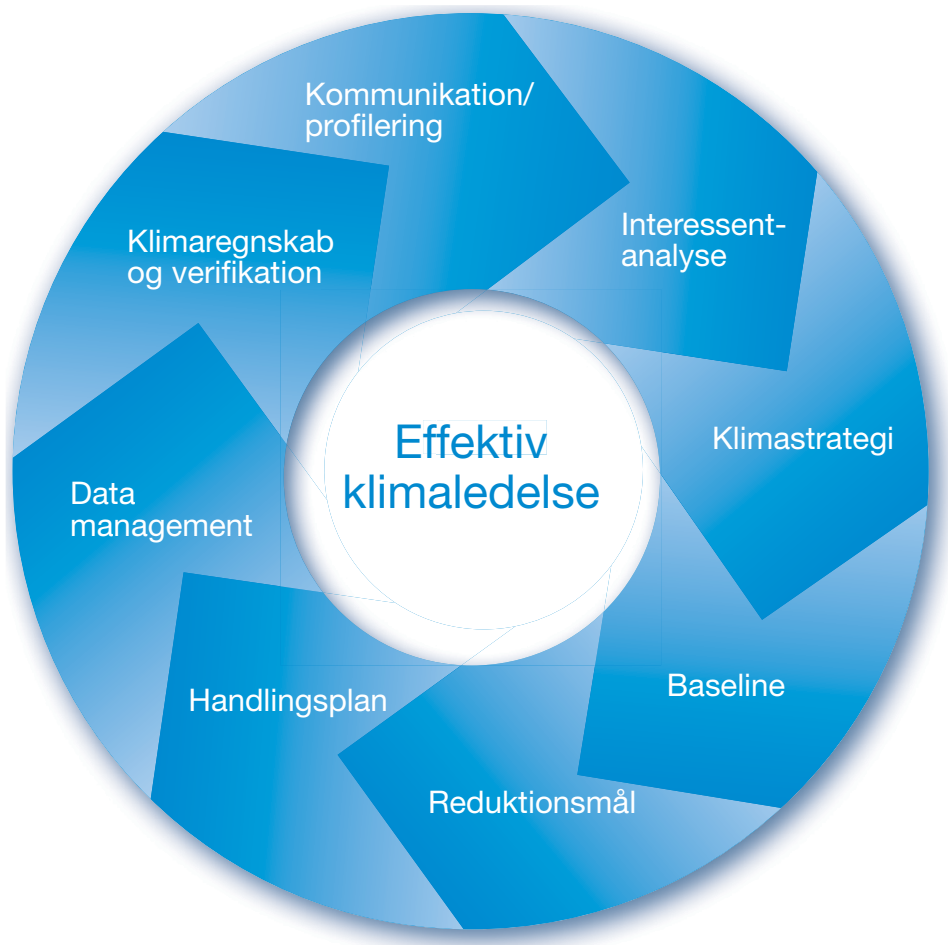 Kommunikation/
profilering
Interessent-
analyse
Klimastrategi
Baseline
Reduktionsmål
Handlingsplan
Data
management
Klimaregnskab
og verifikation
Effektiv
klimaledelse